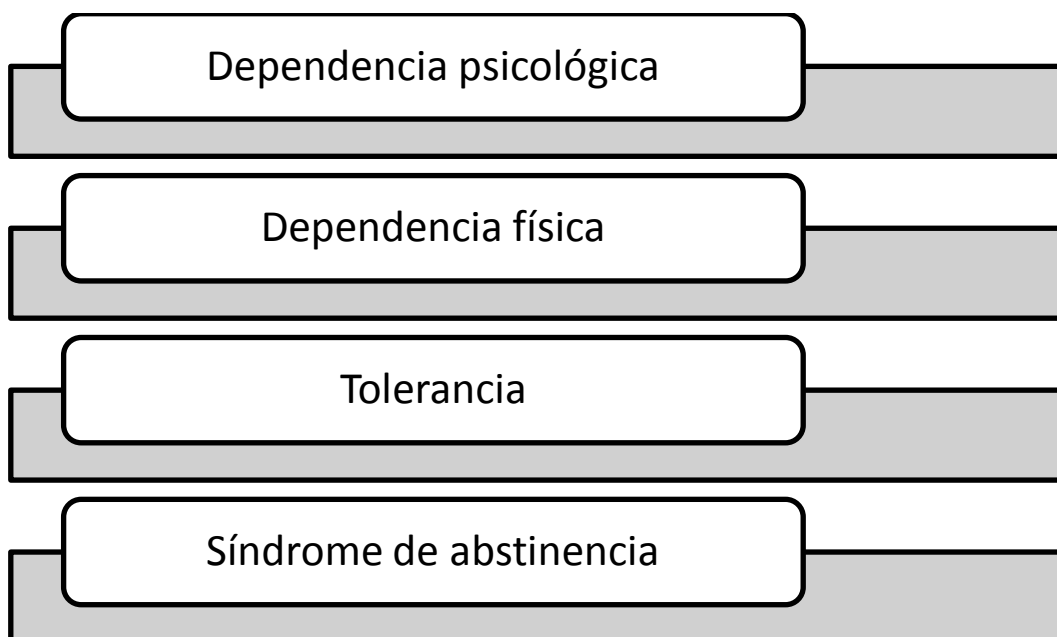 Dependencia psicológica
Dependencia física
Tolerancia
Síndrome de abstinencia